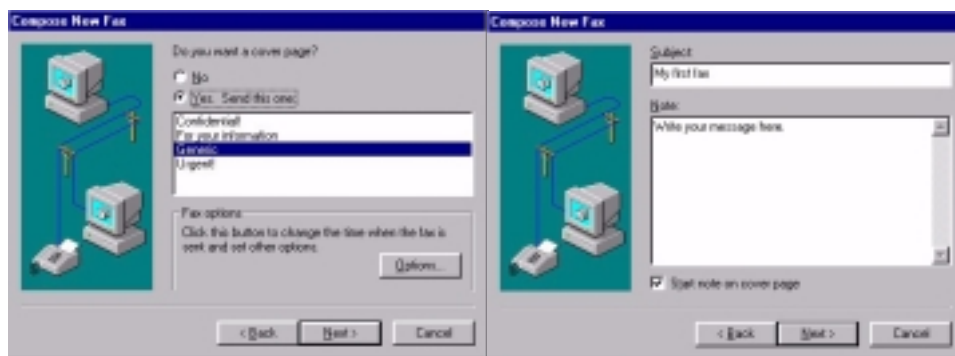 Compose New Fax
Do you want a cover page?
No
Yes. Send this one:
Confidential!
For your information
Generic
Urgent!
Fax options
Click this button to change the time when the fax is
sent and set other options.
Options...
< Back
Next >
Cancel
Compose New Fax
Subject:
My first fax
Note:
Write your message here.
Start note on cover page
< Back
Next >
Cancel